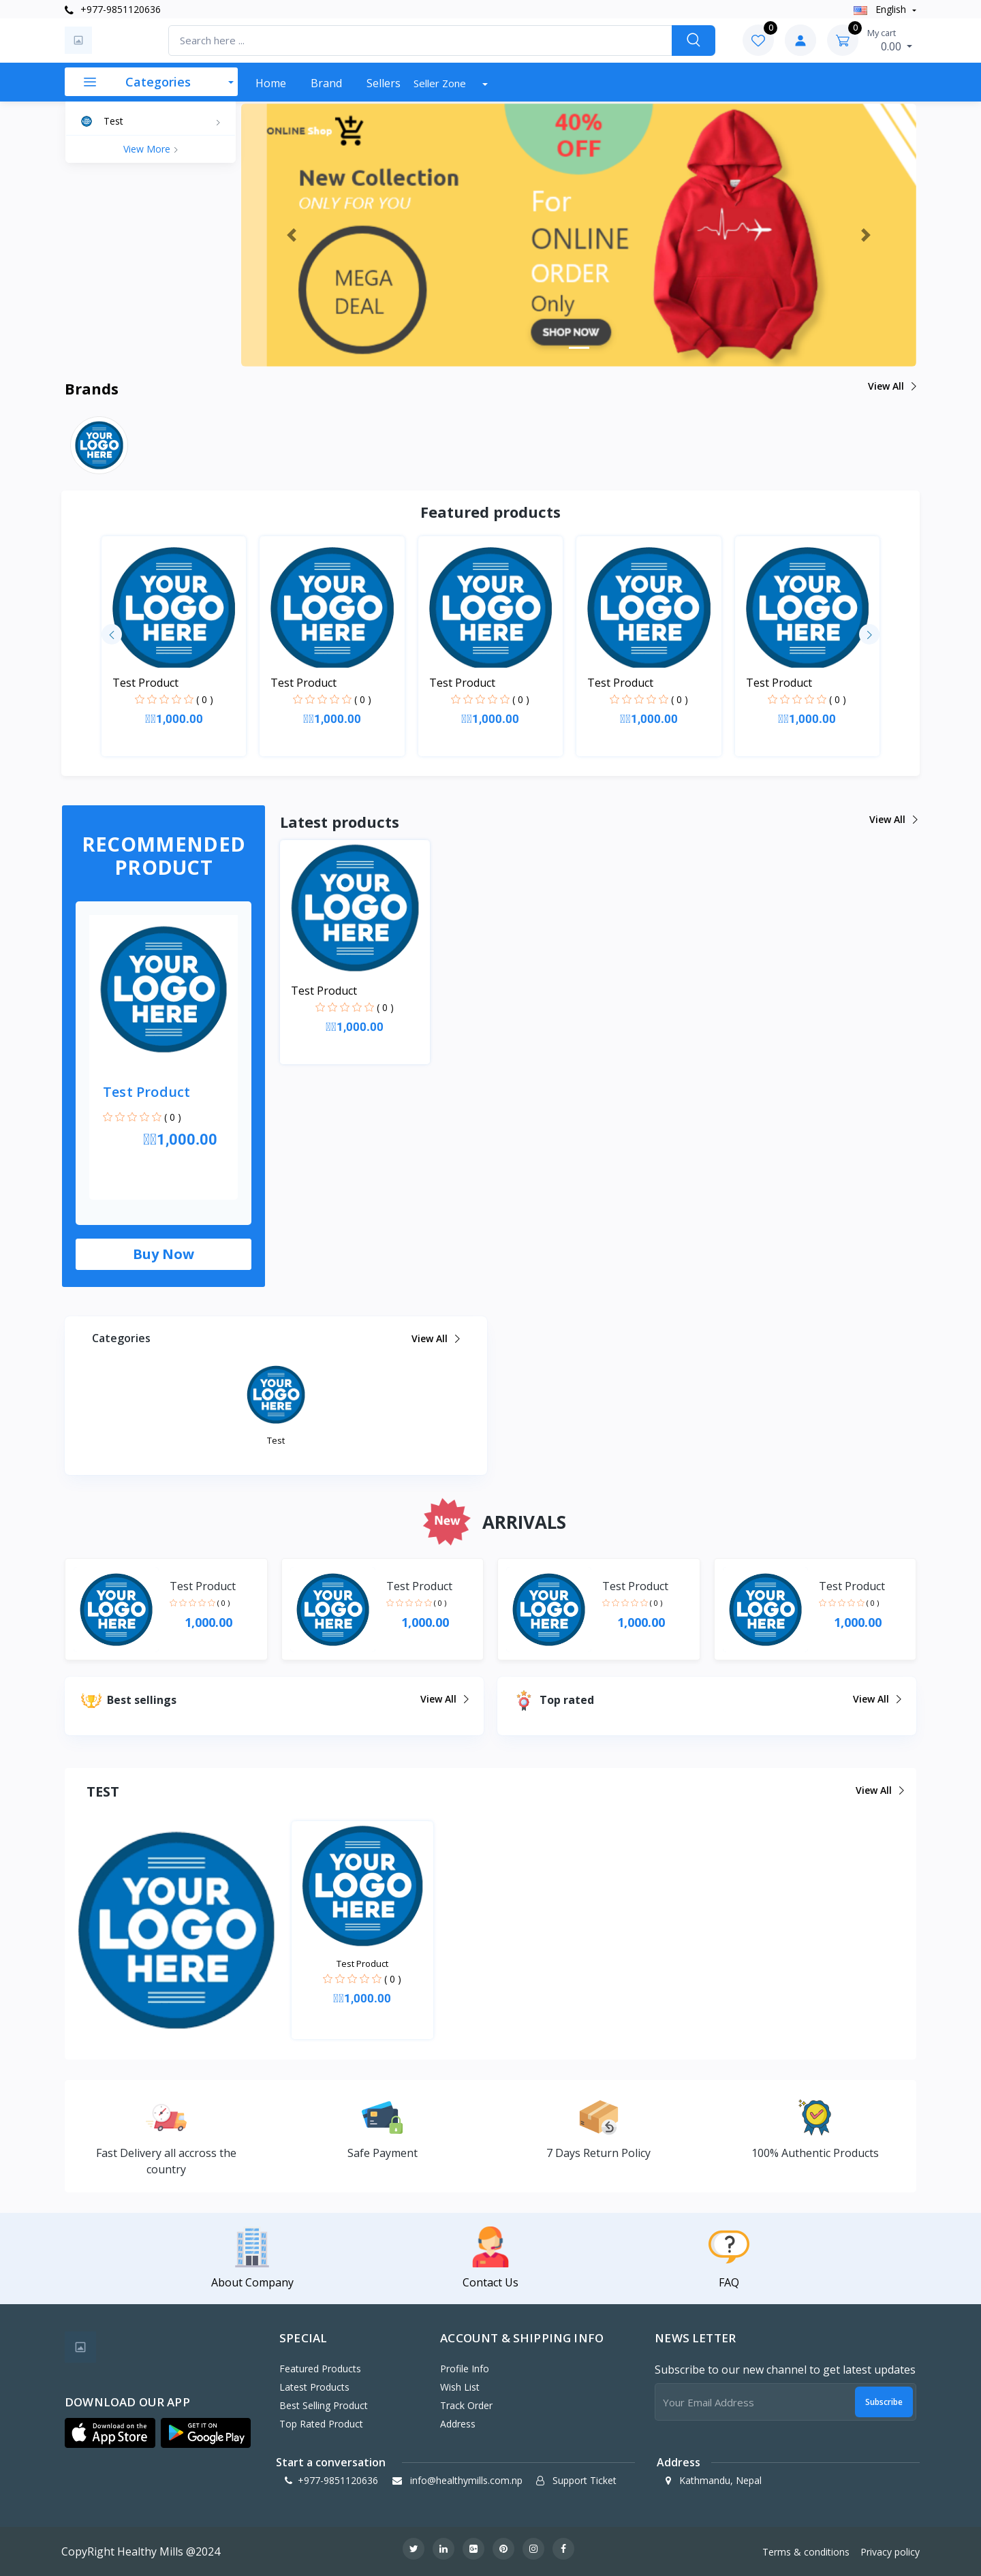 +977-9851120636
English
Search here ...
0
0
My cart
0.00
Categories
Home
Brand
Sellers
Seller Zone
Test
View More
ONLINE Shop
New Collection
ONLY FOR YOU
MEGA
DEAL
40%
OFF
For
ONLINE
ORDER
Only
SHOP NOW
Brands
View All
YOUR
LOGO
HERE
Featured products
YOUR
LOGO
HERE
Test Product
( 0 )
1,000.00
YOUR
LOGO
HERE
Test Product
( 0 )
1,000.00
YOUR
LOGO
HERE
Test Product
( 0 )
1,000.00
YOUR
LOGO
HERE
Test Product
( 0 )
1,000.00
YOUR
LOGO
HERE
Test Product
( 0 )
1,000.00
RECOMMENDED
PRODUCT
YOUR
LOGO
HERE
Test Product
( 0 )
1,000.00
Buy Now
Latest products
View All
YOUR
LOGO
HERE
Test Product
( 0 )
1,000.00
Categories
View All
YOUR
LOGO
HERE
Test
New
ARRIVALS
YOUR
LOGO
HERE
Test Product
( 0 )
1,000.00
YOUR
LOGO
HERE
Test Product
( 0 )
1,000.00
YOUR
LOGO
HERE
Test Product
( 0 )
1,000.00
YOUR
LOGO
HERE
Test Product
( 0 )
1,000.00
Best sellings
View All
Top rated
View All
TEST
View All
YOUR
LOGO
HERE
YOUR
LOGO
HERE
Test Product
( 0 )
1,000.00
Fast Delivery all accross the
country
Safe Payment
7 Days Return Policy
100% Authentic Products
About Company
Contact Us
FAQ
DOWNLOAD OUR APP
Download on the
App Store
GET IT ON
Google Play
SPECIAL
Featured Products
Latest Products
Best Selling Product
Top Rated Product
ACCOUNT & SHIPPING INFO
Profile Info
Wish List
Track Order
Address
NEWS LETTER
Subscribe to our new channel to get latest updates
Your Email Address
Subscribe
Start a conversation
+977-9851120636
info@healthymills.com.np
Support Ticket
Address
Kathmandu, Nepal
CopyRight Healthy Mills @2024
Terms & conditions
Privacy policy